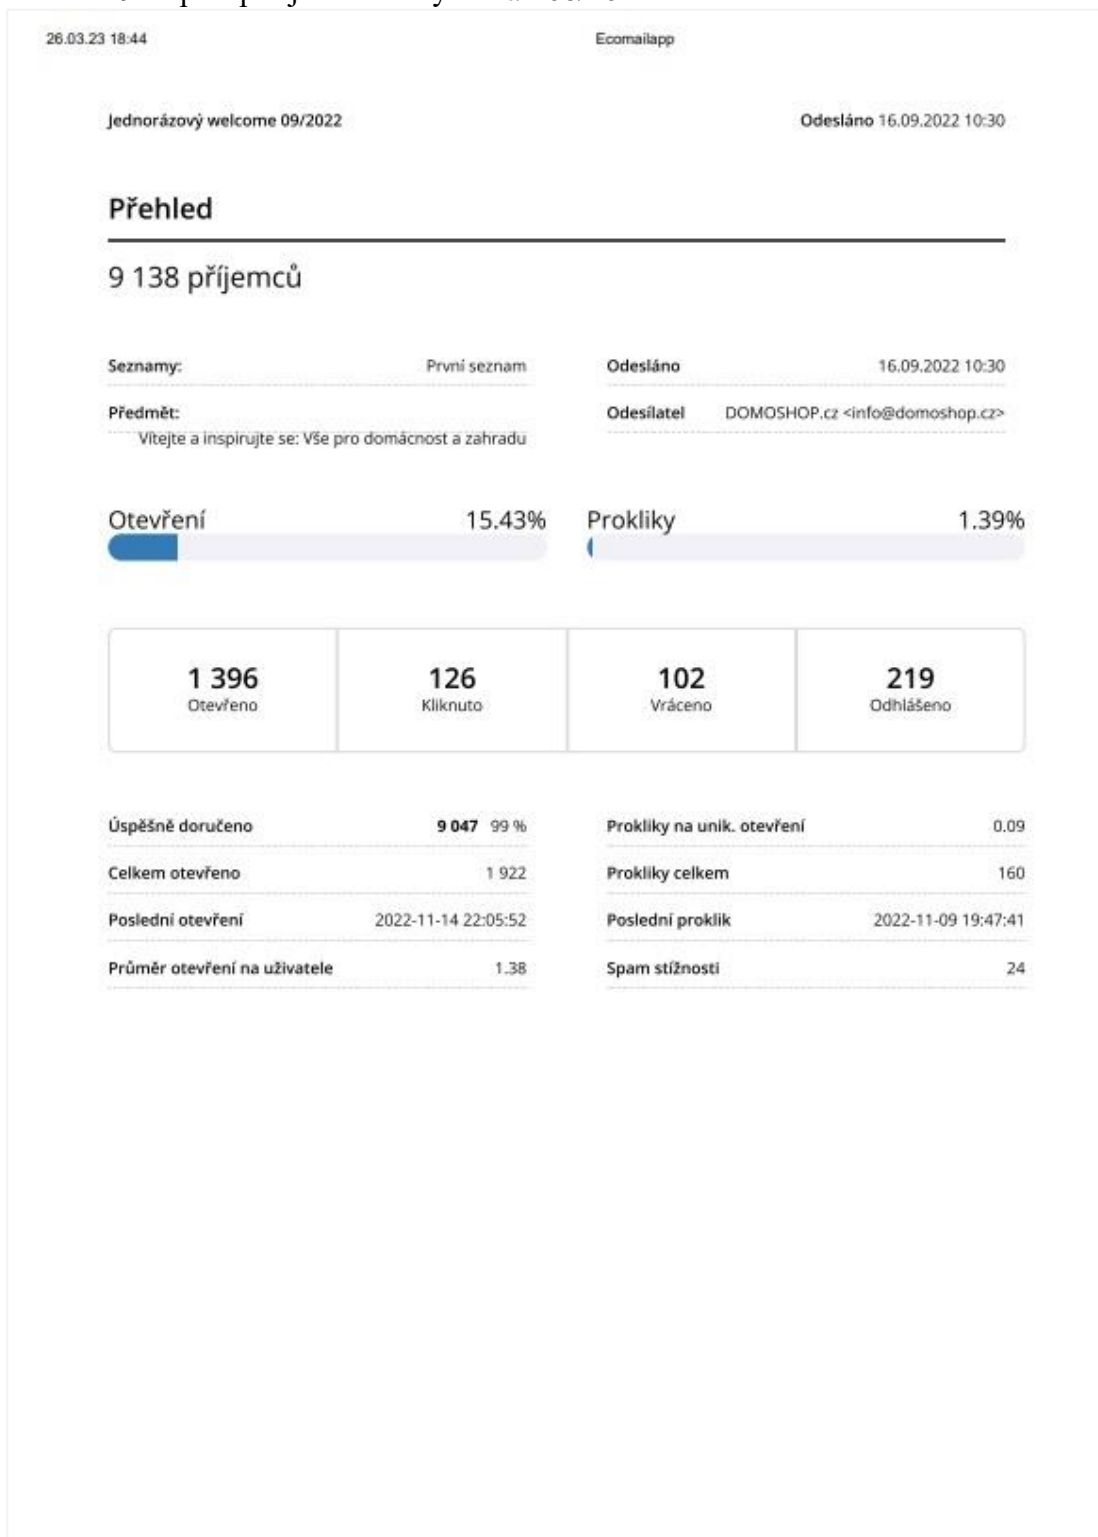 26.03.23 18:44 Ecomailapp
Jednorázový welcome 09/2022 Odesláno 16.09.2022 10:30
Přehled
9 138 příjemců
Seznamy: První seznam Odesláno 16.09.2022 10:30
Předmět: Odesílatel DOMOSHOP.cz <info@domoshop.cz>
Vítejte a inspirujte se: Vše pro domácnost a zahradu
Otevření 15.43% Prokliky 1.39%
1 396 126 102 219
Otevřeno Kliknuto Vráceno Odhlášeno
Úspěšně doručeno 9 047 99 % Prokliky na unik. otevření 0.09
Celkem otevřeno 1 922 Prokliky celkem 160
Poslední otevření 2022-11-14 22:05:52 Poslední proklik 2022-11-09 19:47:41
Průměr otevření na uživatele 1.38 Spam stížnosti 24